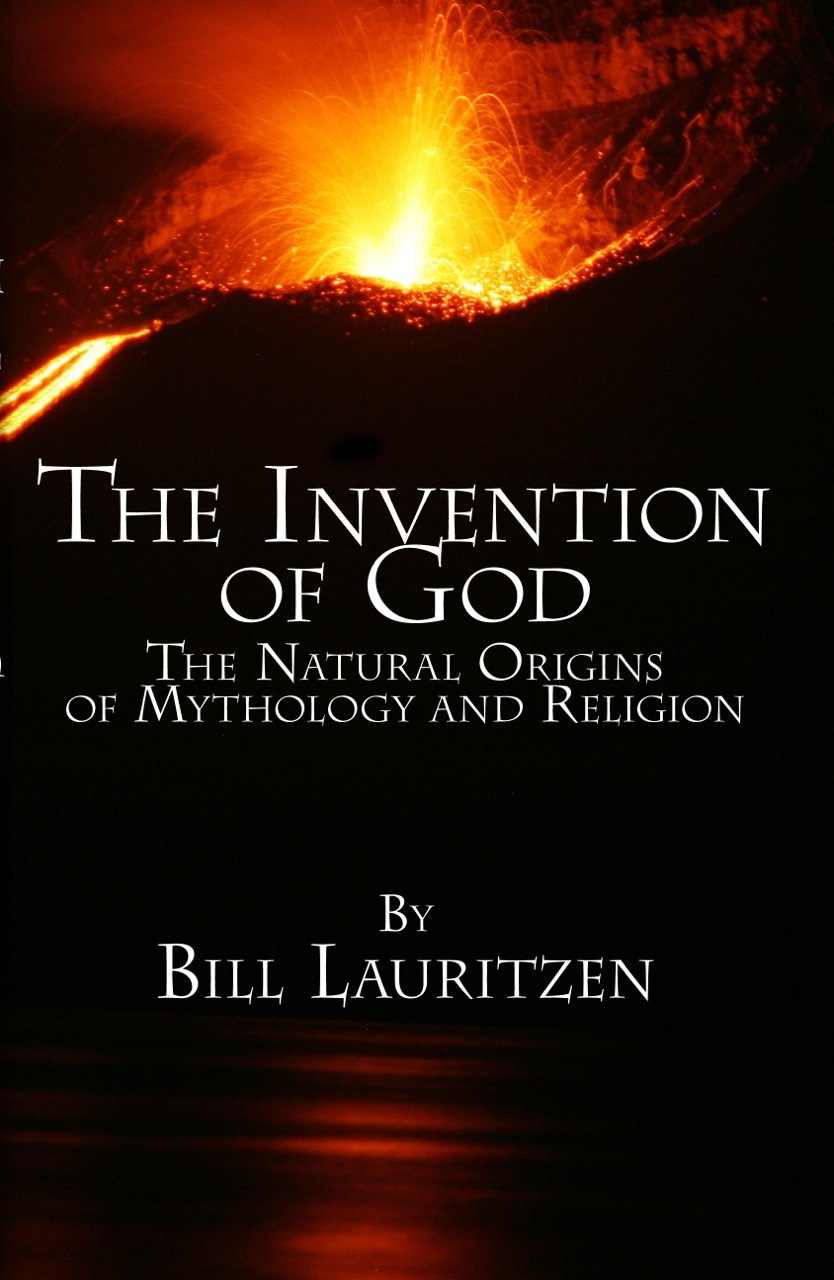 The Invention
of God
The Natural Origins
of Mythology and Religion
By
Bill Lauritzen